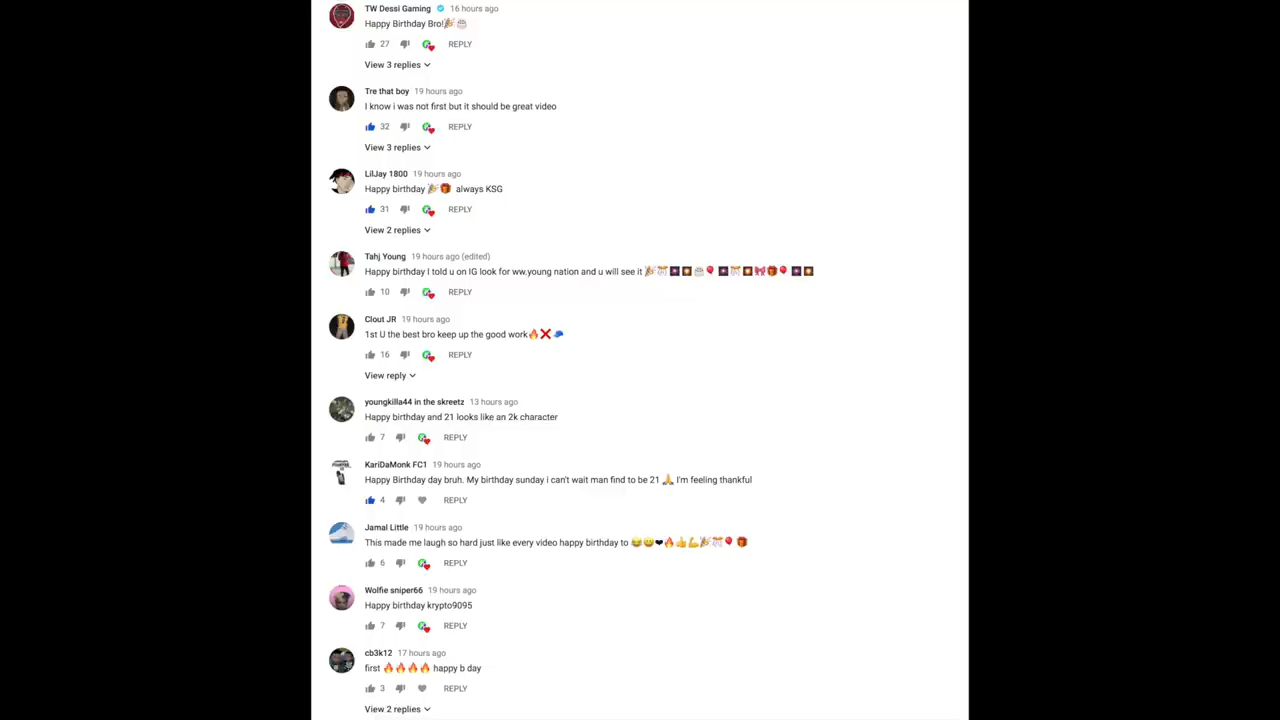 TW Dessi Gaming 16 hours ago
Happy Birthday Bro!🎉🎂
27 REPLY
View 3 replies
Tre that boy 19 hours ago
I know i was not first but it should be great video
32 REPLY
View 3 replies
LilJay 1800 19 hours ago
Happy birthday 🎉🎁 always KSG
31 REPLY
View 2 replies
Tahj Young 19 hours ago (edited)
Happy birthday I told u on IG look for ww.young nation and u will see it 🎉🎊🎆🎇🎂🎈🎆🎊🎇🎀🎁🎈🎆🎇
10 REPLY
Clout JR 19 hours ago
1st U the best bro keep up the good work🔥❌🧢
16 REPLY
View reply
youngkilla44 in the skreetz 13 hours ago
Happy birthday and 21 looks like an 2k character
7 REPLY
KariDaMonk FC1 19 hours ago
Happy Birthday day bruh. My birthday sunday i can't wait man find to be 21 🙏 I'm feeling thankful
4 REPLY
Jamal Little 19 hours ago
This made me laugh so hard just like every video happy birthday to 😂😅❤🔥👍💪🎉🎊🎈🎁
6 REPLY
Wolfie sniper66 19 hours ago
Happy birthday krypto9095
7 REPLY
cb3k12 17 hours ago
first 🔥🔥🔥🔥 happy b day
3 REPLY
View 2 replies